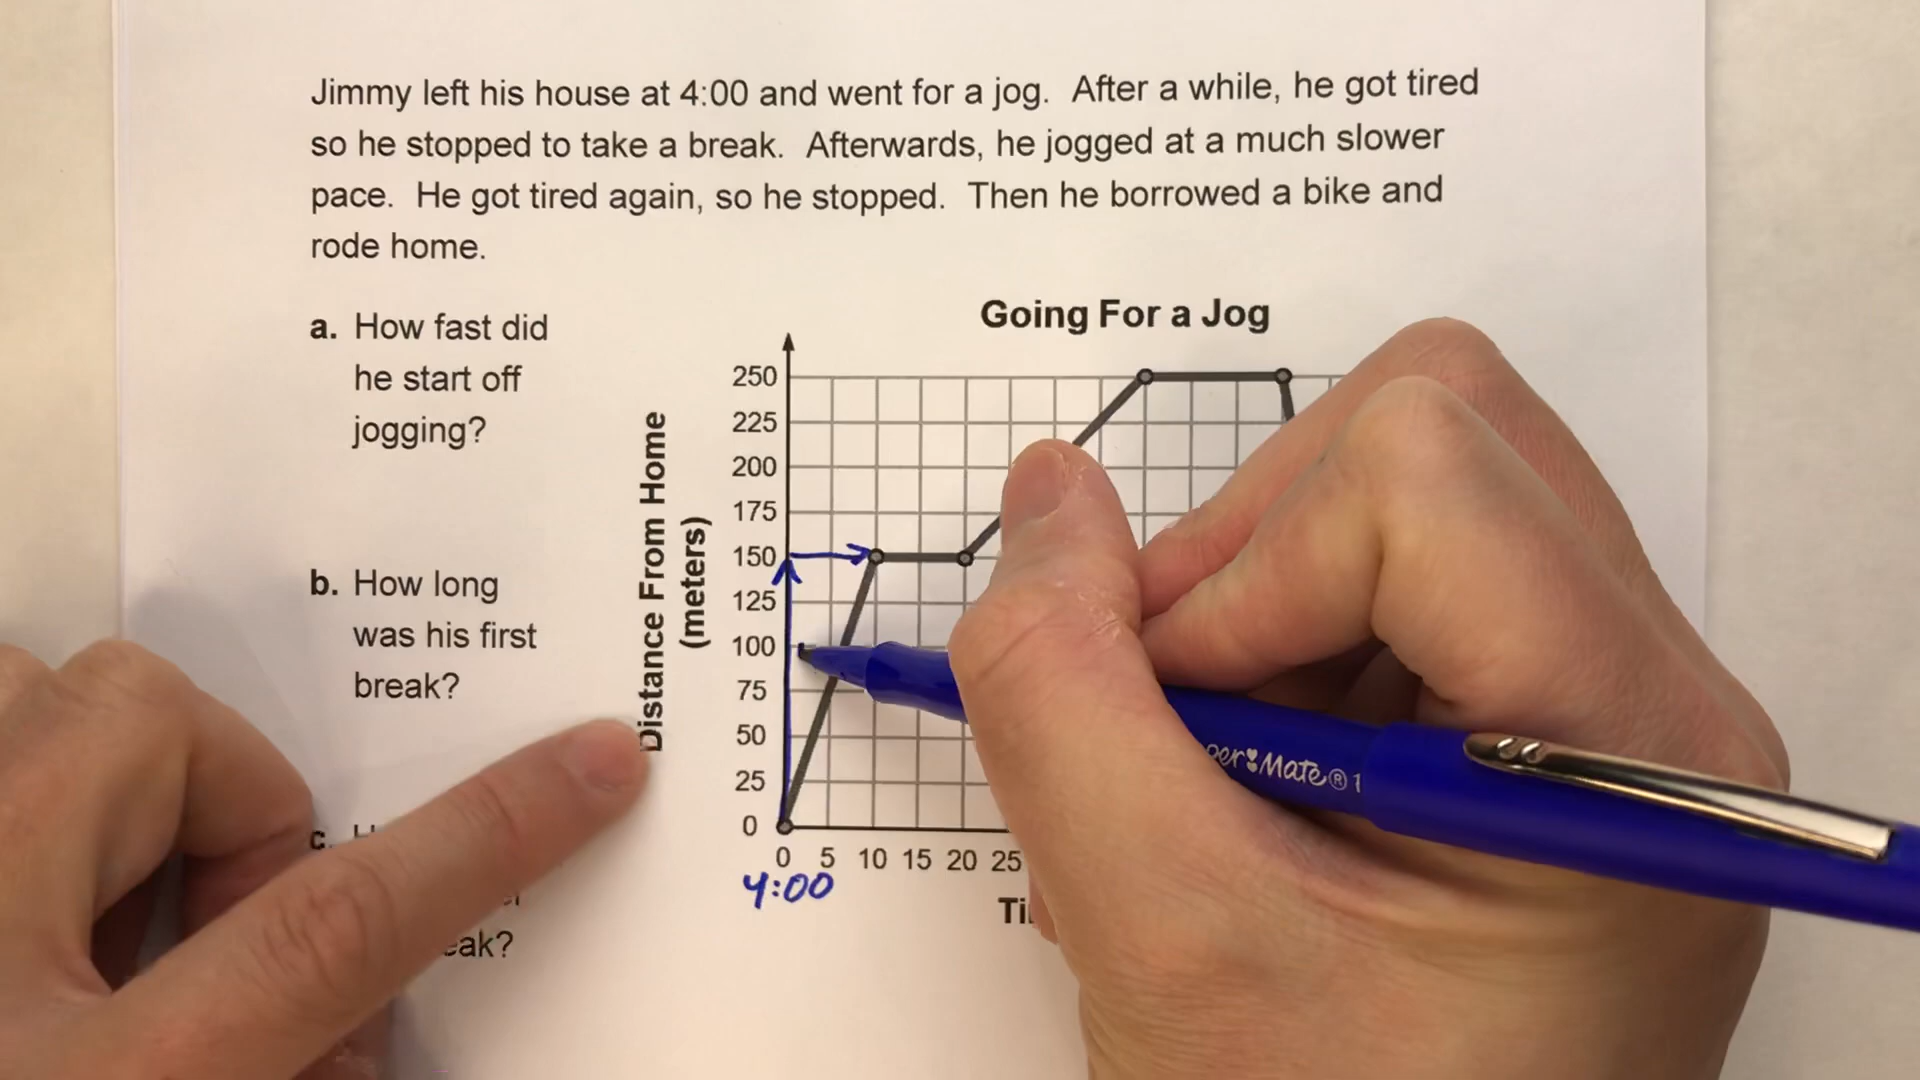 Jimmy left his house at 4:00 and went for a jog. After a while, he got tired
so he stopped to take a break. Afterwards, he jogged at a much slower
pace. He got tired again, so he stopped. Then he borrowed a bike and
rode home.
a. How fast did
he start off
jogging?
b. How long
was his first
break?
c.
eak?
Going For a Jog
Distance From Home
(meters)
250
225
200
175
150
125
100
75
50
25
0
0 5 10 15 20 25
4:00
Ti
per Mate® 1